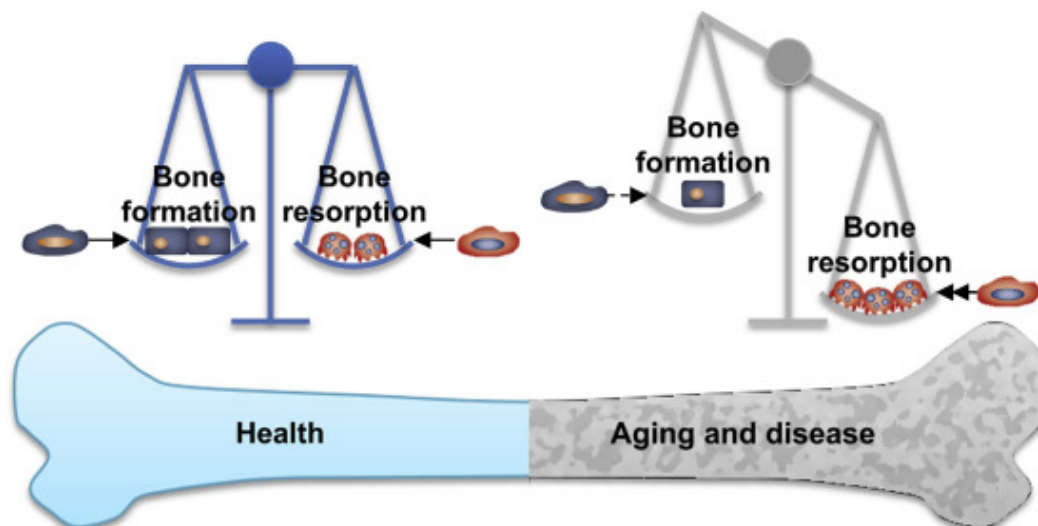 Bone
formation
Bone
resorption
Bone
formation
Bone
resorption
Health
Aging and disease